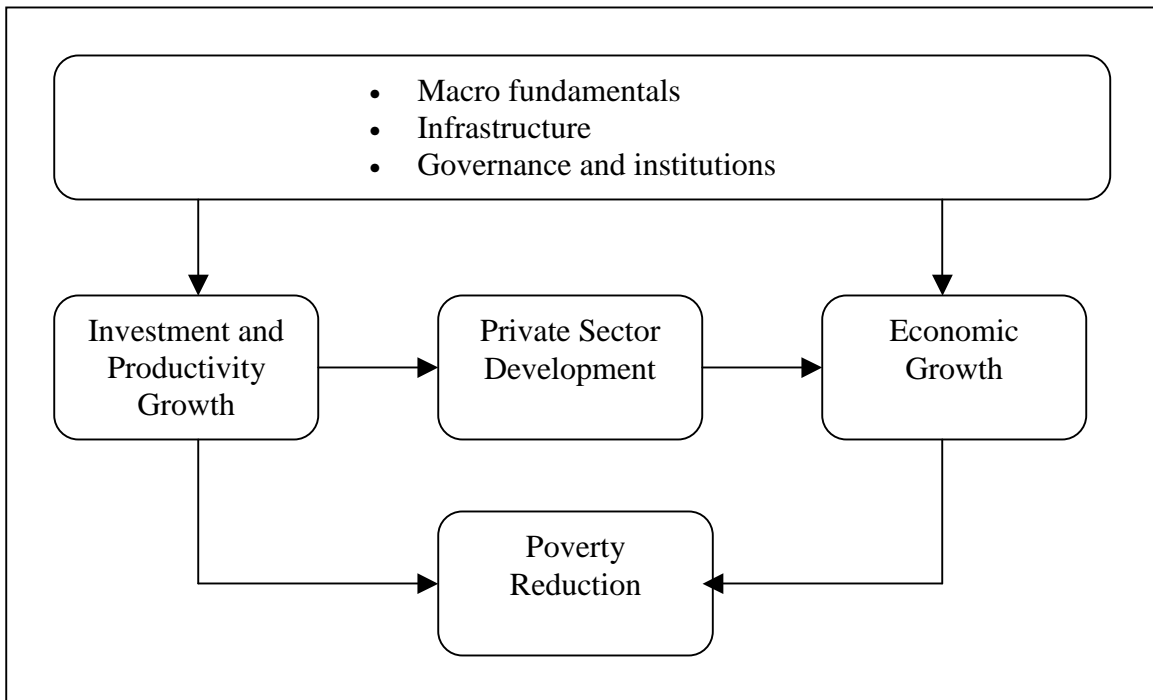 • Macro fundamentals
• Infrastructure
• Governance and institutions
Investment and
Productivity
Growth
Private Sector
Development
Economic
Growth
Poverty
Reduction